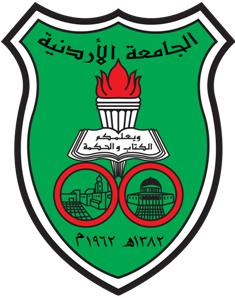 الجامعة الأردنية
ويعلمكم
الكتاب والحكمة
١٣٨٢هـ ١٩٦٢م